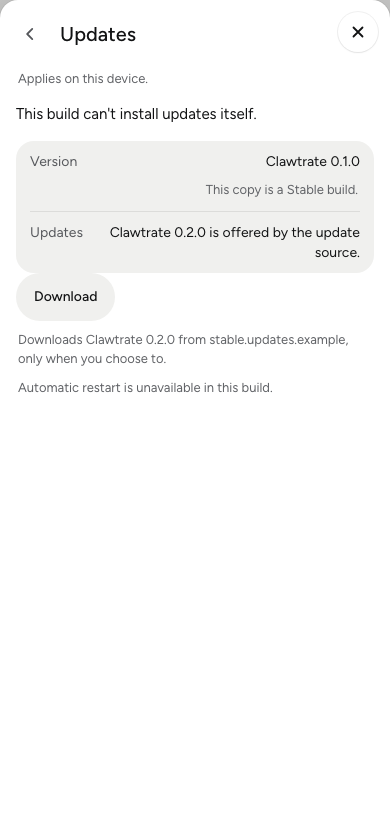 Updates
Applies on this device.
This build can't install updates itself.
Version
Clawtrate 0.1.0
This copy is a Stable build.
Updates
Clawtrate 0.2.0 is offered by the update
source.
Download
Downloads Clawtrate 0.2.0 from stable.updates.example,
only when you choose to.
Automatic restart is unavailable in this build.